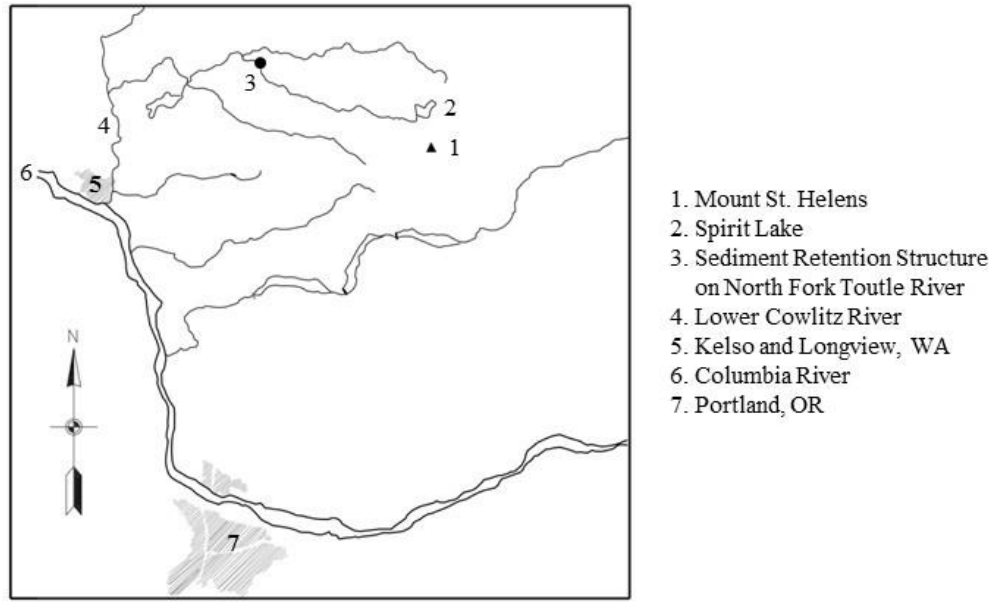 3
2
4
1
6
5
N
7
1. Mount St. Helens
2. Spirit Lake
3. Sediment Retention Structure
on North Fork Toutle River
4. Lower Cowlitz River
5. Kelso and Longview, WA
6. Columbia River
7. Portland, OR